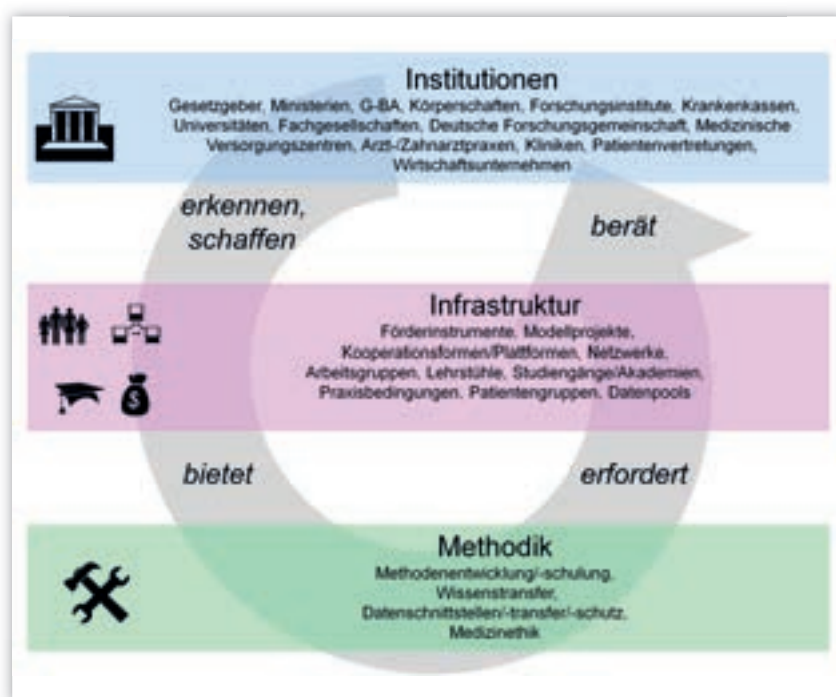 Institutionen
Gesetzgeber, Ministerien, G-BA, Körperschaften, Forschungsinstitute, Krankenkassen,
Universitäten, Fachgesellschaften, Deutsche Forschungsgemeinschaft, Medizinische
Versorgungszentren, Arzt-/Zahnarztpraxen, Kliniken, Patientenvertretungen,
Wirtschaftsunternehmen
erkennen,
schaffen
berät
Infrastruktur
Förderinstrumente, Modellprojekte,
Kooperationsformen/Plattformen, Netzwerke,
Arbeitsgruppen, Lehrstühle, Studiengänge/Akademien,
Praxisbedingungen, Patientengruppen, Datenpools
bietet
erfordert
Methodik
Methodenentwicklung/-schulung,
Wissenstransfer,
Datenschnittstellen/-transfer/-schutz,
Medizinethik